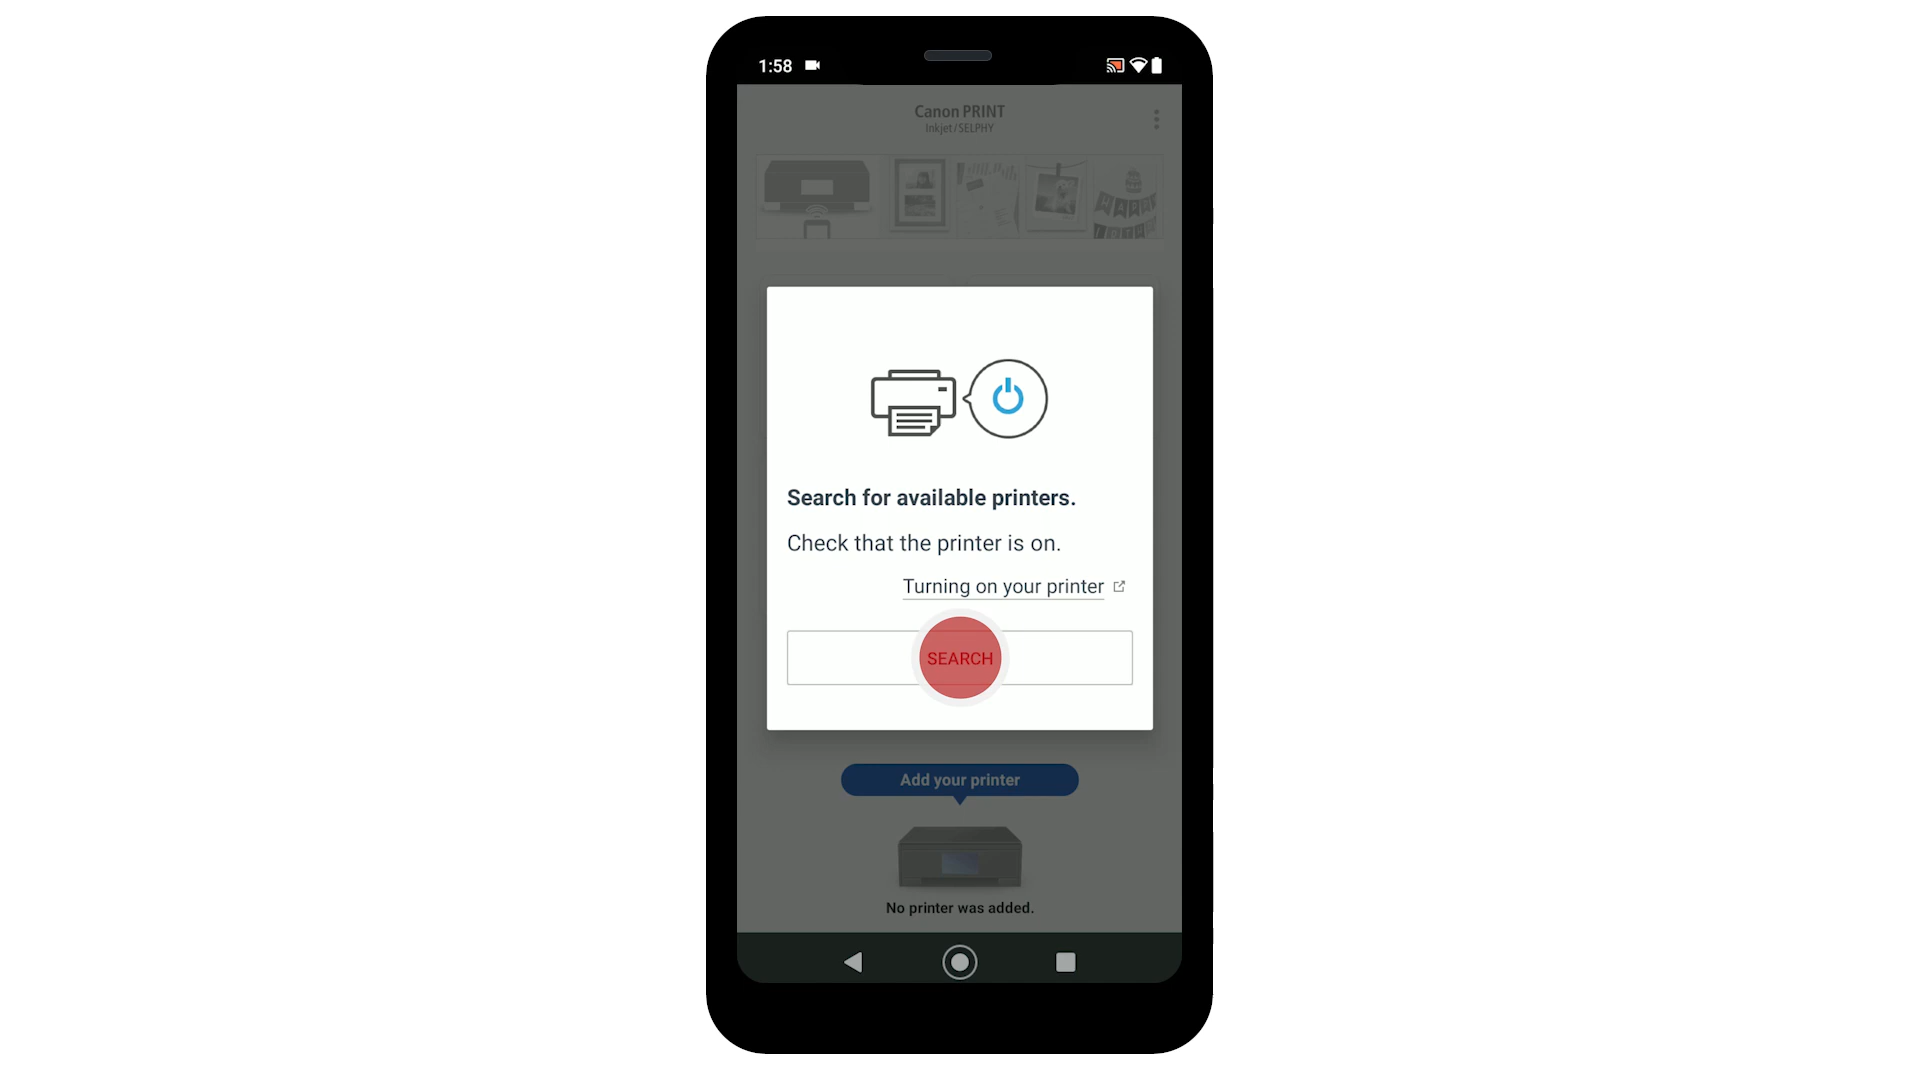 1:58
Canon PRINT
Inkjet/SELPHY
HAPPY
Search for available printers.
Check that the printer is on.
Turning on your printer
SEARCH
Add your printer
No printer was added.